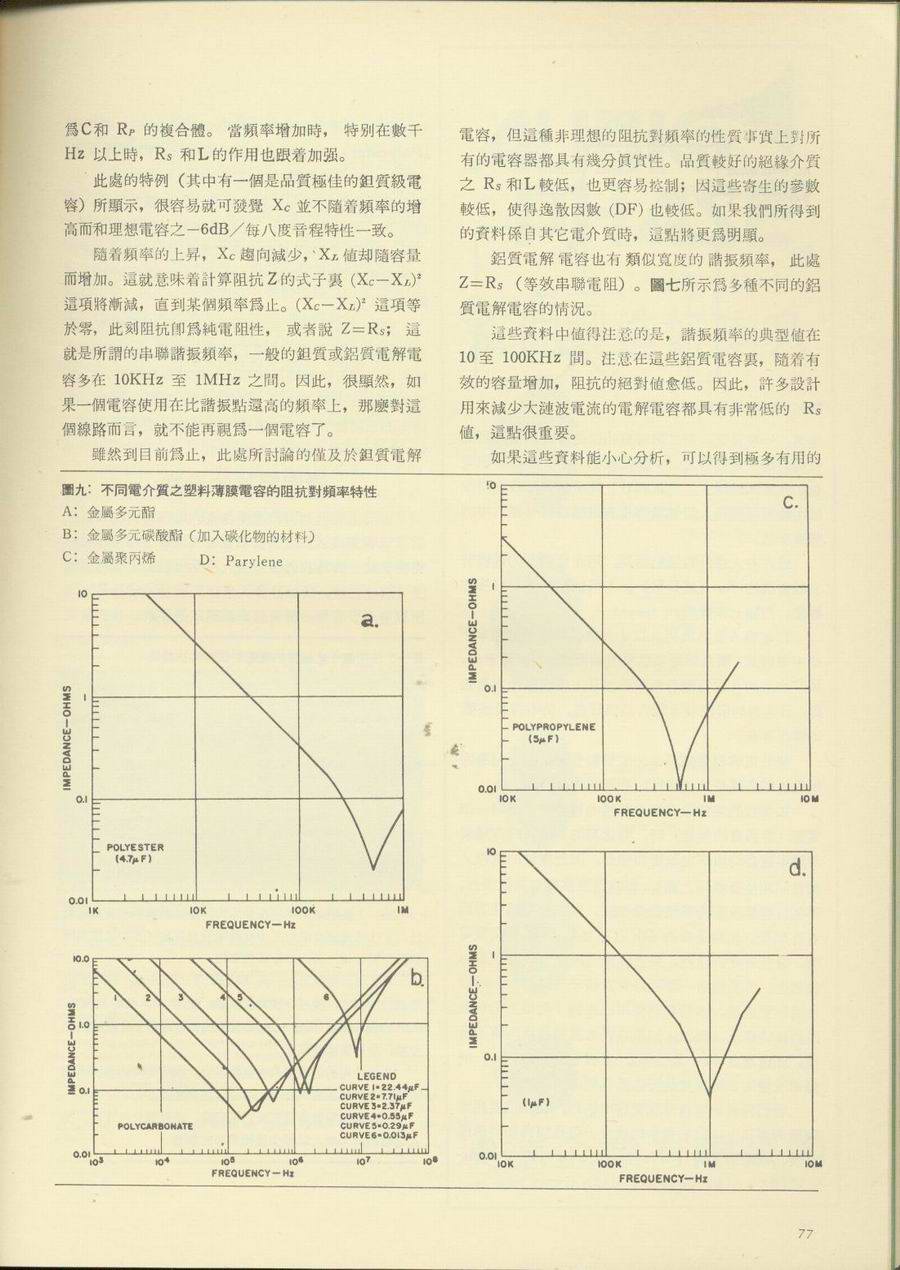 爲C和 RP 的複合體。 當頻率增加時， 特別在數千
Hz 以上時，RS 和L的作用也跟着加强。
此處的特例（其中有一個是品質極佳的鉭質級電
容）所顯示，很容易就可發覺 XC 並不隨着頻率的增
高而和理想電容之－6dB／每八度音程特性一致。
隨着頻率的上昇，XC 趨向減少，XL 値却隨容量
而增加。這就意味着計算阻抗Z的式子裏 (XC－XL)²
這項將漸減，直到某個頻率爲止。(XC－XL)² 這項等
於零，此刻阻抗卽爲純電阻性， 或者說 Z＝RS； 這
就是所謂的串聯諧振頻率，一般的鉭質或鋁質電解電
容多在 10KHz 至 1MHz 之間。因此，很顯然，如
果一個電容使用在比諧振點還高的頻率上，那麼對這
個線路而言，就不能再視爲一個電容了。
雖然到目前爲止，此處所討論的僅及於鉭質電解
電容，但這種非理想的阻抗對頻率的性質事實上對所
有的電容器都具有幾分眞實性。品質較好的絕緣介質
之 RS 和L較低，也更容易控制；因這些寄生的參數
較低，使得逸散因數 (DF) 也較低。如果我們所得到
的資料係自其它電介質時，這點將更爲明顯。
鋁質電解 電容也有 類似寬度的 諧振頻率， 此處
Z＝RS （等效串聯電阻）。圖七所示爲多種不同的鋁
質電解電容的情況。
這些資料中値得注意的是，諧振頻率的典型値在
10至 100KHz 間。注意在這些鋁質電容裏，隨着有
效的容量增加，阻抗的絕對値愈低。因此，許多設計
用來減少大漣波電流的電解電容都具有非常低的 RS
値，這點很重要。
如果這些資料能小心分析，可以得到極多有用的
圖九：不同電介質之塑料薄膜電容的阻抗對頻率特性
A：金屬多元酯
B：金屬多元碳酸酯（加入碳化物的材料）
C：金屬聚丙烯 D：Parylene
a.
IMPEDANCE—OHMS
10
1
0.1
0.01
POLYESTER
(4.7μF)
1K 10K 100K 1M
FREQUENCY—Hz
b.
IMPEDANCE—OHMS
10.0
1.0
0.1
0.01
1 2 3 4 5 6
POLYCARBONATE
LEGEND
CURVE 1=22.44μF
CURVE 2=7.71μF
CURVE 3=2.37μF
CURVE 4=0.55μF
CURVE 5=0.29μF
CURVE 6=0.013μF
10³ 10⁴ 10⁵ 10⁶ 10⁷ 10⁸
FREQUENCY—Hz
C.
IMPEDANCE—OHMS
10
1
0.1
0.01
POLYPROPYLENE
(5μF)
10K 100K 1M 10M
FREQUENCY—Hz
d.
IMPEDANCE—OHMS
10
1
0.1
0.01
(1μF)
10K 100K 1M 10M
FREQUENCY—Hz
77